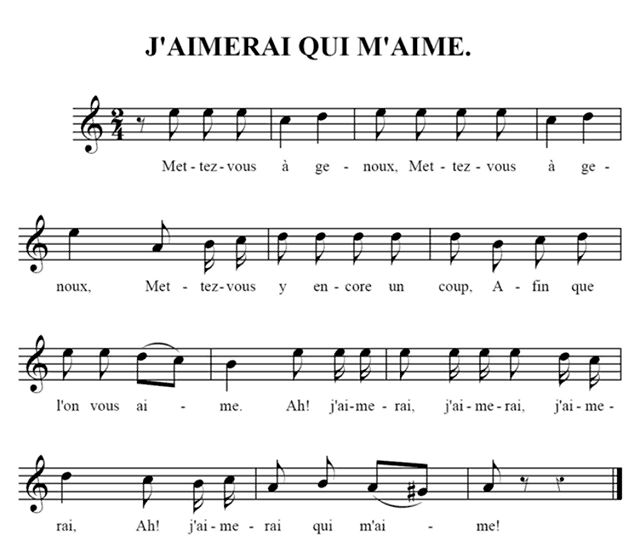 J'AIMERAI QUI M'AIME.
2
4
Met - tez - vous à ge - noux, Met - tez - vous à ge -
noux, Met - tez - vous y en - core un coup, A - fin que
l'on vous ai - me. Ah! j'ai - me - rai, j'ai - me - rai, j'ai - me -
rai, Ah! j'ai - me - rai qui m'ai - me!